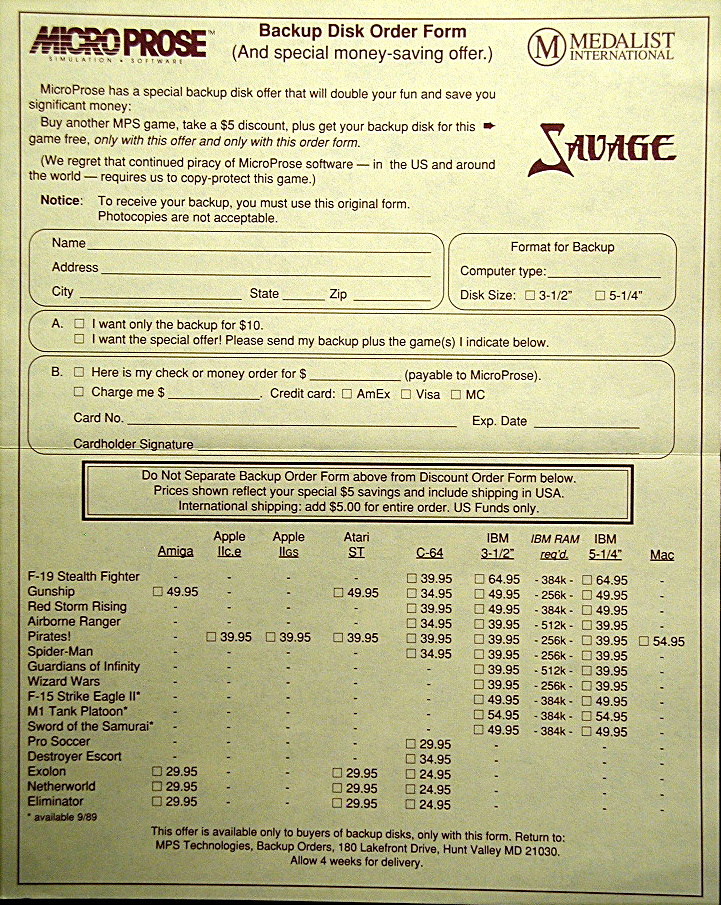 MICRO PROSE™
SIMULATION • SOFTWARE
Backup Disk Order Form
(And special money-saving offer.)
M MEDALIST
INTERNATIONAL
MicroProse has a special backup disk offer that will double your fun and save you
significant money:
Buy another MPS game, take a $5 discount, plus get your backup disk for this ➨
game free, only with this offer and only with this order form.
SAVAGE
(We regret that continued piracy of MicroProse software — in the US and around
the world — requires us to copy-protect this game.)
Notice: To receive your backup, you must use this original form.
Photocopies are not acceptable.
Name
Address
City State Zip
Format for Backup
Computer type:
Disk Size: ☐ 3-1/2" ☐ 5-1/4"
A. ☐ I want only the backup for $10.
☐ I want the special offer! Please send my backup plus the game(s) I indicate below.
B. ☐ Here is my check or money order for $ (payable to MicroProse).
☐ Charge me $ . Credit card: ☐ AmEx ☐ Visa ☐ MC
Card No. Exp. Date
Cardholder Signature
Do Not Separate Backup Order Form above from Discount Order Form below.
Prices shown reflect your special $5 savings and include shipping in USA.
International shipping: add $5.00 for entire order. US Funds only.
Apple Apple Atari IBM IBM RAM IBM
Amiga IIc.e IIgs ST C-64 3-1/2" req'd. 5-1/4" Mac
F-19 Stealth Fighter - - - - ☐ 39.95 ☐ 64.95 - 384k - ☐ 64.95 -
Gunship ☐ 49.95 - - ☐ 49.95 ☐ 34.95 ☐ 49.95 - 256k - ☐ 49.95 -
Red Storm Rising - - - - ☐ 39.95 ☐ 49.95 - 384k - ☐ 49.95 -
Airborne Ranger - - - - ☐ 34.95 ☐ 39.95 - 512k - ☐ 39.95 -
Pirates! - ☐ 39.95 ☐ 39.95 ☐ 39.95 ☐ 39.95 ☐ 39.95 - 256k - ☐ 39.95 ☐ 54.95
Spider-Man - - - - ☐ 34.95 ☐ 39.95 - 384k - ☐ 39.95 -
Guardians of Infinity - - - - - ☐ 39.95 - 512k - ☐ 39.95 -
Wizard Wars - - - - - ☐ 39.95 - 256k - ☐ 39.95 -
F-15 Strike Eagle II* - - - - - ☐ 49.95 - 384k - ☐ 49.95 -
M1 Tank Platoon* - - - - - ☐ 54.95 - 384k - ☐ 54.95 -
Sword of the Samurai* - - - - - ☐ 49.95 - 384k - ☐ 49.95 -
Pro Soccer - - - - ☐ 29.95 - - -
Destroyer Escort - - - - ☐ 34.95 - - -
Exolon ☐ 29.95 - - ☐ 29.95 ☐ 24.95 - - -
Netherworld ☐ 29.95 - - ☐ 29.95 ☐ 24.95 - - -
Eliminator ☐ 29.95 - - ☐ 29.95 ☐ 24.95 - - -
* available 9/89
This offer is available only to buyers of backup disks, only with this form. Return to:
MPS Technologies, Backup Orders, 180 Lakefront Drive, Hunt Valley MD 21030.
Allow 4 weeks for delivery.